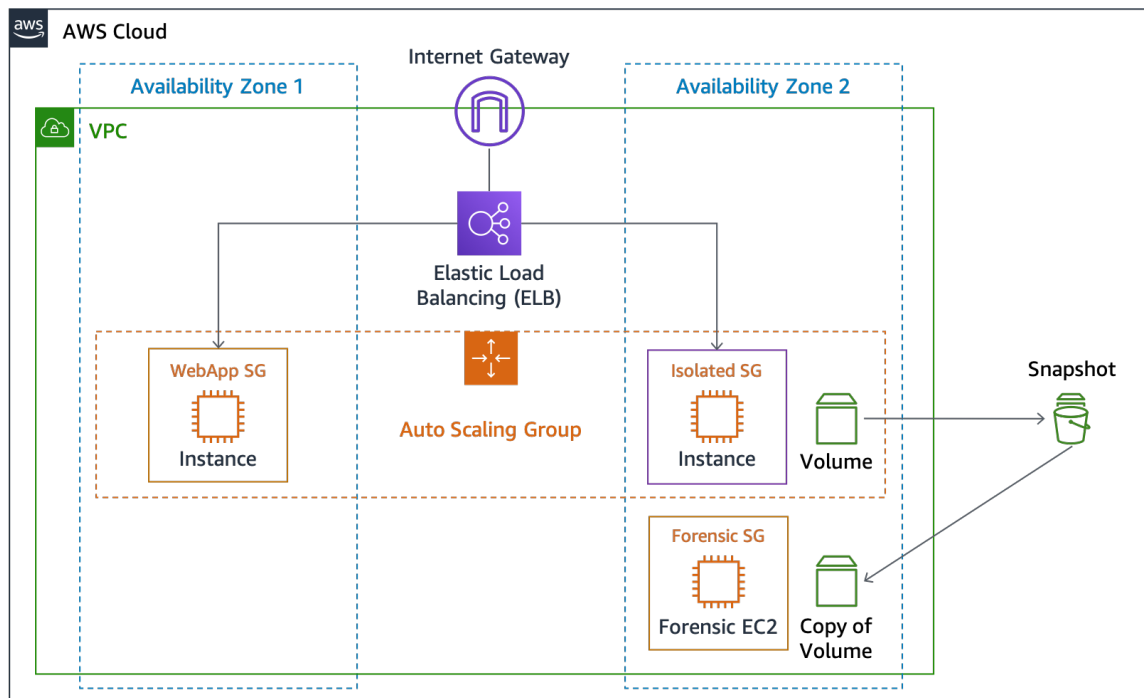 aws
AWS Cloud
Internet Gateway
Availability Zone 1
Availability Zone 2
VPC
Elastic Load
Balancing (ELB)
WebApp SG
Instance
Auto Scaling Group
Isolated SG
Instance
Volume
Snapshot
Forensic SG
Forensic EC2
Copy of
Volume